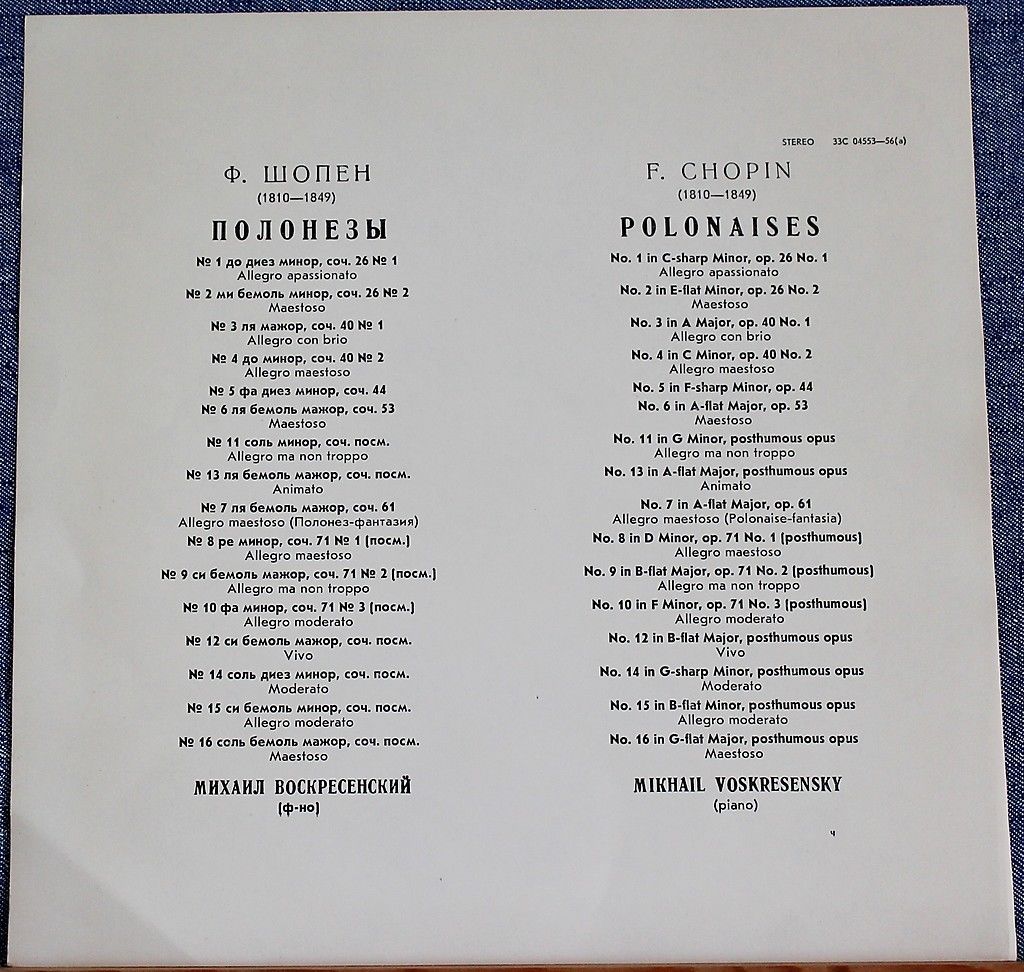 STEREO 33С 04553—56(а)
Ф. ШОПЕН
(1810—1849)
ПОЛОНЕЗЫ
№ 1 до диез минор, соч. 26 № 1
Allegro apassionato
№ 2 ми бемоль минор, соч. 26 № 2
Maestoso
№ 3 ля мажор, соч. 40 № 1
Allegro con brio
№ 4 до минор, соч. 40 № 2
Allegro maestoso
№ 5 фа диез минор, соч. 44
№ 6 ля бемоль мажор, соч. 53
Maestoso
№ 11 соль минор, соч. посм.
Allegro ma non troppo
№ 13 ля бемоль мажор, соч. посм.
Animato
№ 7 ля бемоль мажор, соч. 61
Allegro maestoso (Полонез-фантазия)
№ 8 ре минор, соч. 71 № 1 (посм.)
Allegro maestoso
№ 9 си бемоль мажор, соч. 71 № 2 (посм.)
Allegro ma non troppo
№ 10 фа минор, соч. 71 № 3 (посм.)
Allegro moderato
№ 12 си бемоль мажор, соч. посм.
Vivo
№ 14 соль диез минор, соч. посм.
Moderato
№ 15 си бемоль минор, соч. посм.
Allegro moderato
№ 16 соль бемоль мажор, соч. посм.
Maestoso
МИХАИЛ ВОСКРЕСЕНСКИЙ
(ф-но)
F. CHOPIN
(1810—1849)
POLONAISES
No. 1 in C-sharp Minor, op. 26 No. 1
Allegro apassionato
No. 2 in E-flat Minor, op. 26 No. 2
Maestoso
No. 3 in A Major, op. 40 No. 1
Allegro con brio
No. 4 in C Minor, op. 40 No. 2
Allegro maestoso
No. 5 in F-sharp Minor, op. 44
No. 6 in A-flat Major, op. 53
Maestoso
No. 11 in G Minor, posthumous opus
Allegro ma non troppo
No. 13 in A-flat Major, posthumous opus
Animato
No. 7 in A-flat Major, op. 61
Allegro maestoso (Polonaise-fantasia)
No. 8 in D Minor, op. 71 No. 1 (posthumous)
Allegro maestoso
No. 9 in B-flat Major, op. 71 No. 2 (posthumous)
Allegro ma non troppo
No. 10 in F Minor, op. 71 No. 3 (posthumous)
Allegro moderato
No. 12 in B-flat Major, posthumous opus
Vivo
No. 14 in G-sharp Minor, posthumous opus
Moderato
No. 15 in B-flat Minor, posthumous opus
Allegro moderato
No. 16 in G-flat Major, posthumous opus
Maestoso
MIKHAIL VOSKRESENSKY
(piano)
ч